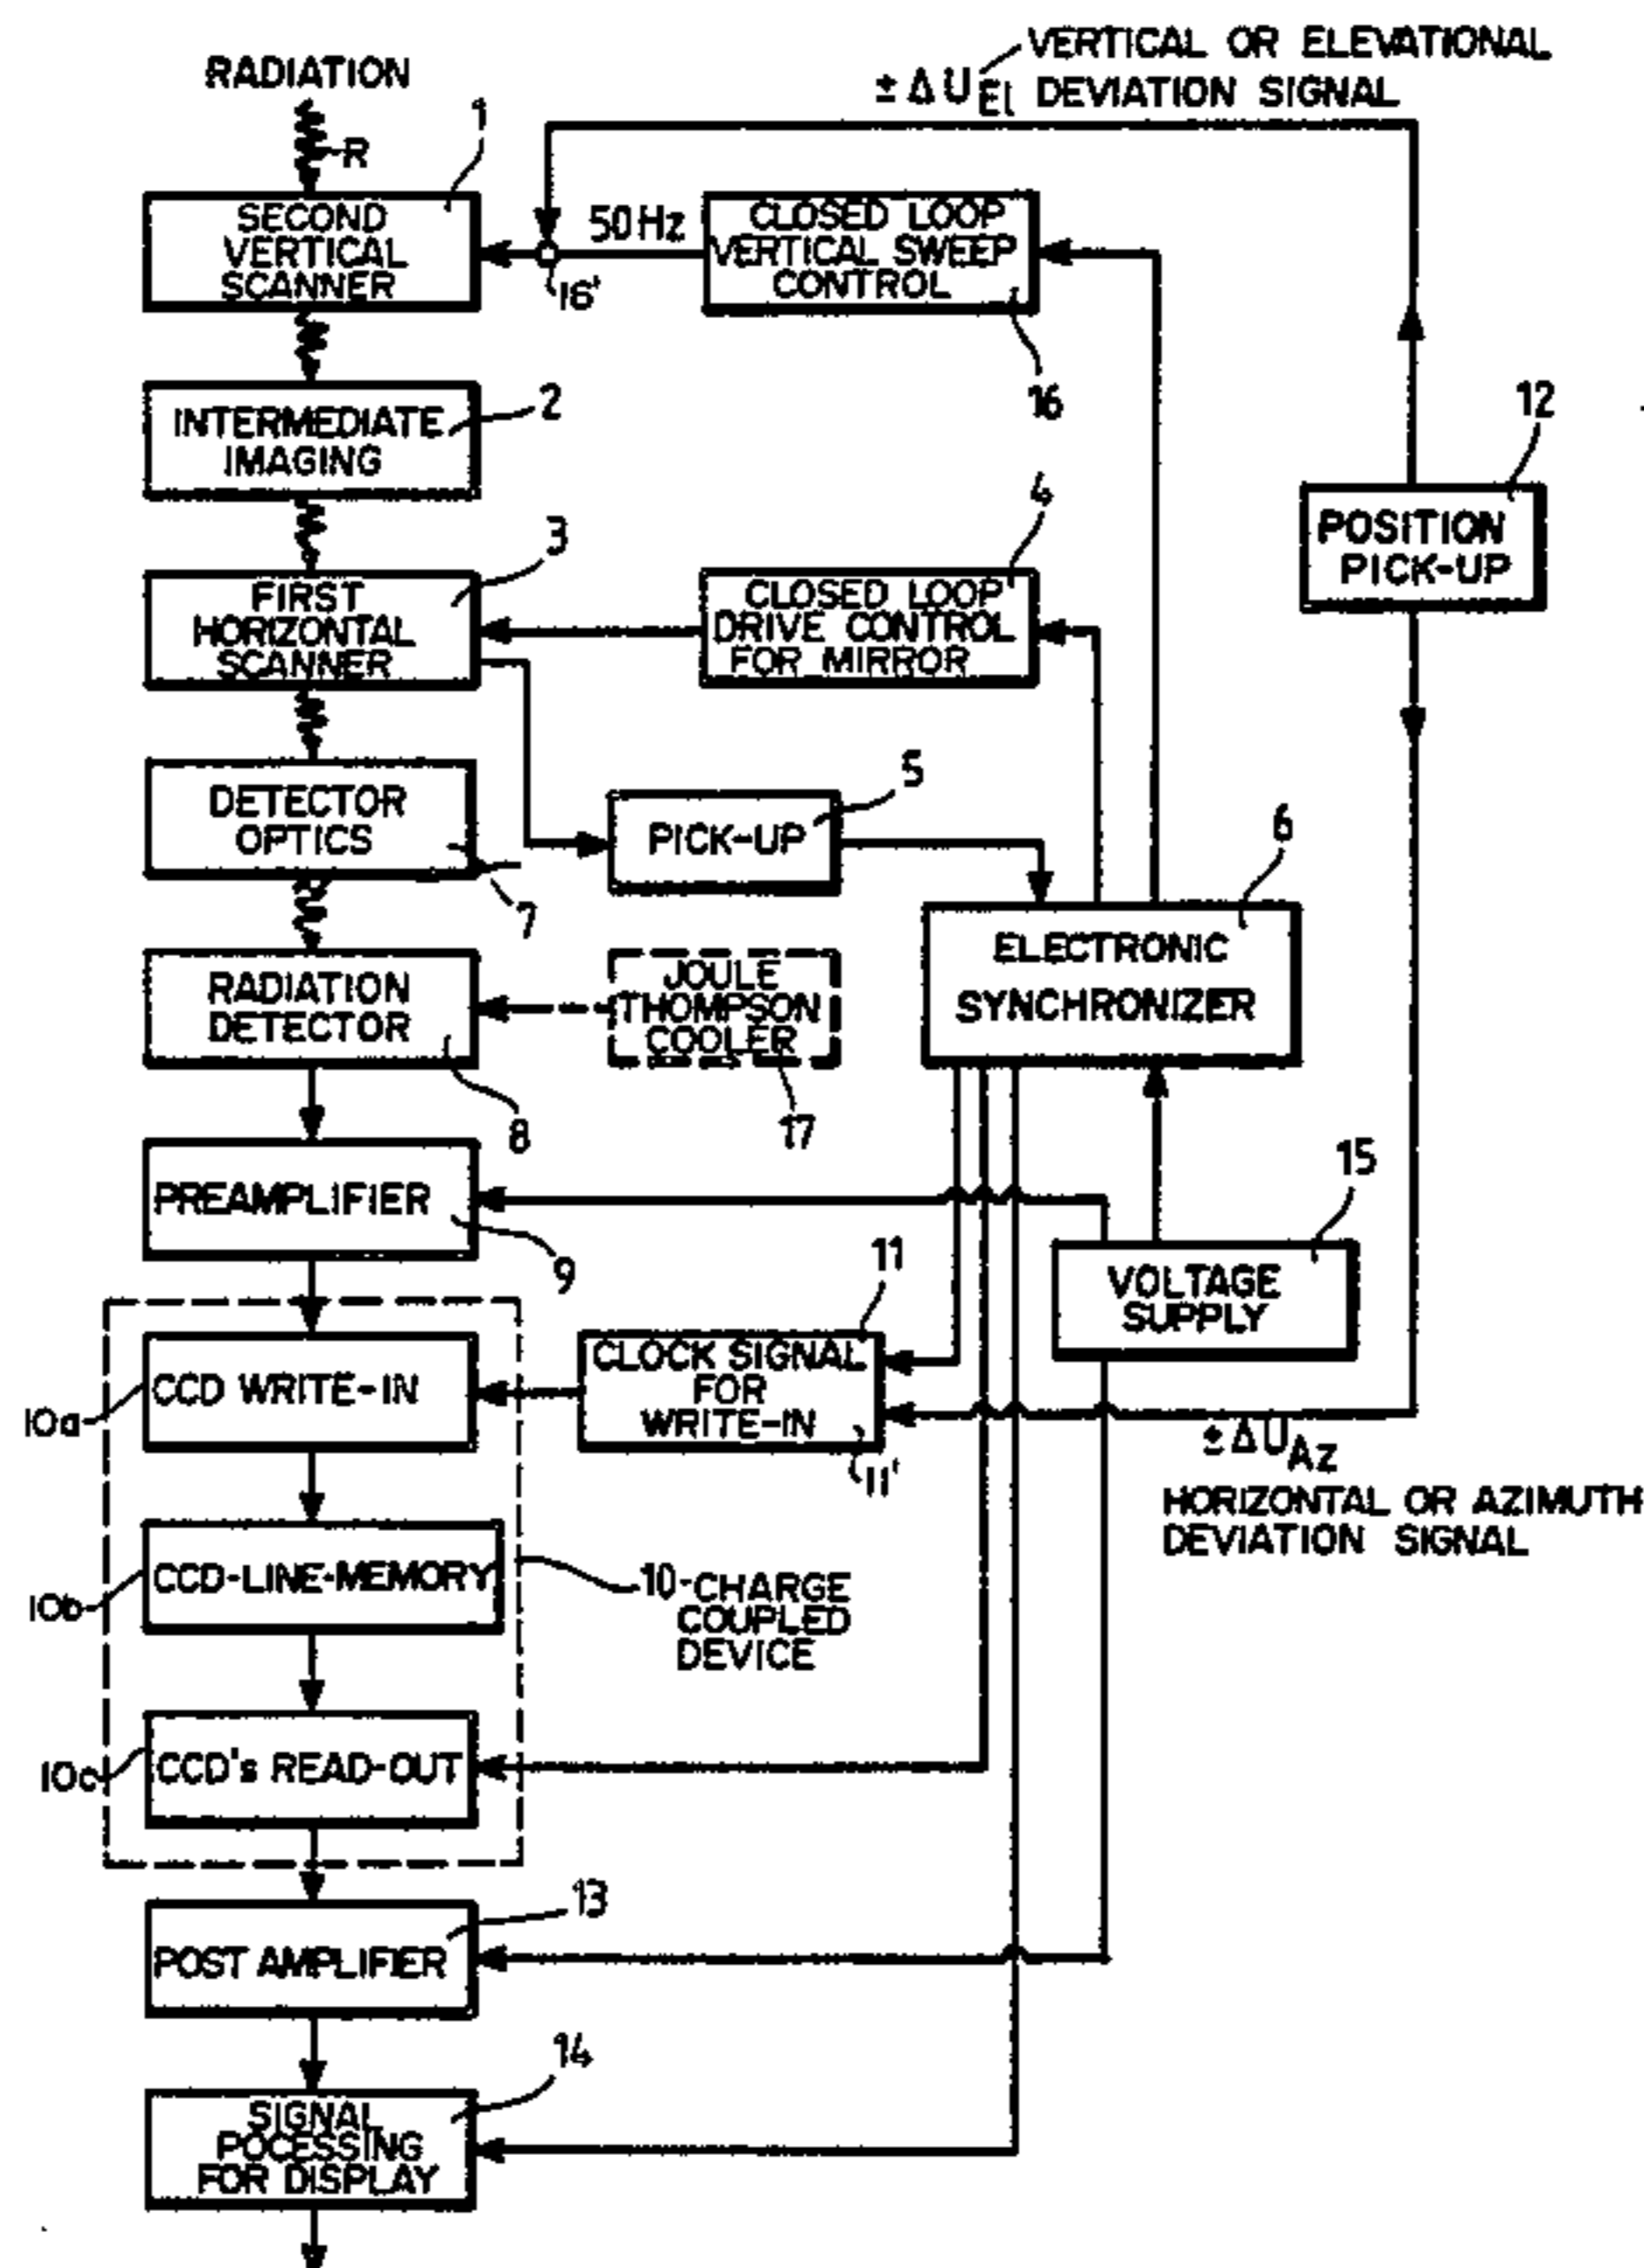 RADIATION
R
VERTICAL OR ELEVATIONAL
± Δ U El DEVIATION SIGNAL
1
SECOND
VERTICAL
SCANNER
50 Hz
16'
CLOSED LOOP
VERTICAL SWEEP
CONTROL
16
INTERMEDIATE
IMAGING
2
12
POSITION
PICK-UP
3
FIRST
HORIZONTAL
SCANNER
4
CLOSED LOOP
DRIVE CONTROL
FOR MIRROR
DETECTOR
OPTICS
7
5
PICK-UP
6
ELECTRONIC
SYNCHRONIZER
RADIATION
DETECTOR
8
JOULE
THOMPSON
COOLER
17
PREAMPLIFIER
9
15
VOLTAGE
SUPPLY
11
CLOCK SIGNAL
FOR
WRITE-IN
11'
10a
CCD WRITE-IN
± Δ U Az
HORIZONTAL OR AZIMUTH
DEVIATION SIGNAL
10b
CCD-LINE-MEMORY
10-CHARGE
COUPLED
DEVICE
10c
CCD's READ-OUT
13
POST AMPLIFIER
14
SIGNAL
POCESSING
FOR DISPLAY